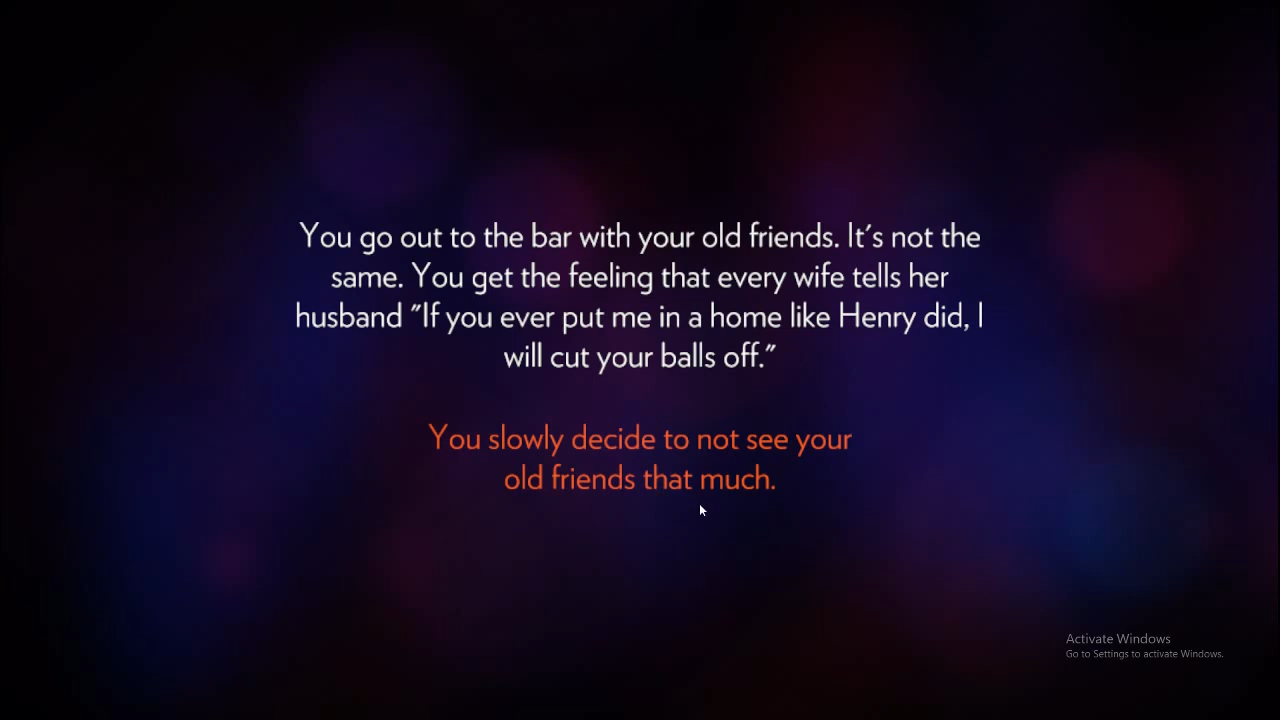 You go out to the bar with your old friends. It's not the
same. You get the feeling that every wife tells her
husband "If you ever put me in a home like Henry did, I
will cut your balls off."
You slowly decide to not see your
old friends that much.
Activate Windows
Go to Settings to activate Windows.